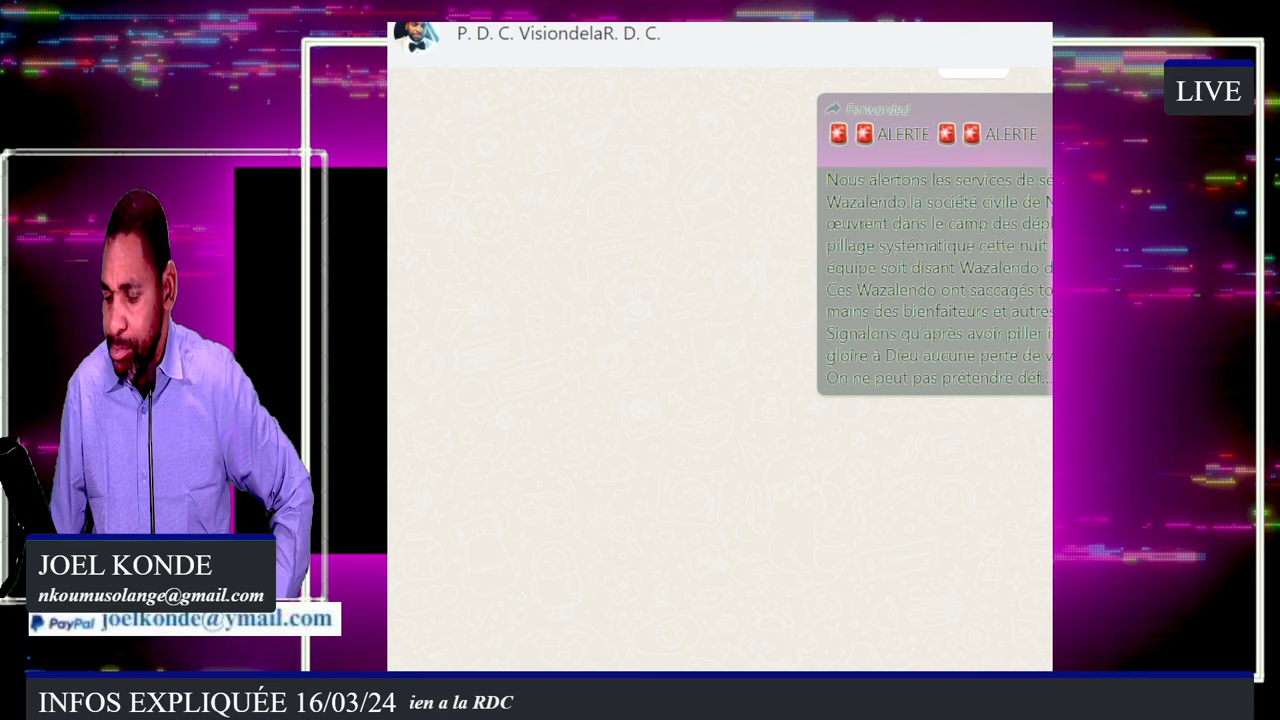 P. D. C. VisiondelaR. D. C.
LIVE
Forwarded
ALERTE ALERTE
Nous alertons les services de sé
Wazalendo la société civile de N
œuvrent dans le camp des dépl
pillage systématique cette nuit
équipe soit disant Wazalendo d
Ces Wazalendo ont saccagés to
mains des bienfaiteurs et autres
Signalons qu'après avoir piller i
gloire à Dieu aucune perte de v
On ne peut pas prétendre déf...
JOEL KONDE
nkoumusolange@gmail.com
PayPal joelkonde@ymail.com
INFOS EXPLIQUÉE 16/03/24 ien a la RDC